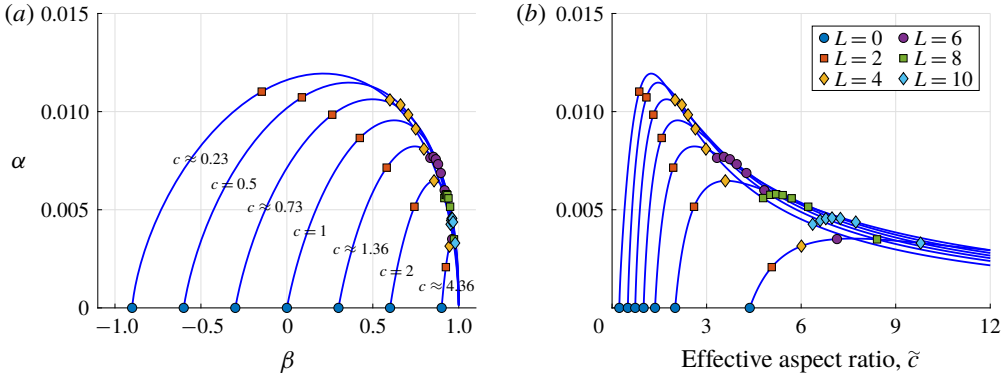 (a)
0.015
0.010
0.005
0
α
c ≈ 0.23
c = 0.5
c ≈ 0.73
c = 1
c ≈ 1.36
c = 2
c ≈ 4.36
−1.0
−0.5
0
0.5
1.0
β
(b)
0.015
0.010
0.005
L = 0
L = 2
L = 4
L = 6
L = 8
L = 10
0
3
6
9
12
Effective aspect ratio, c̃